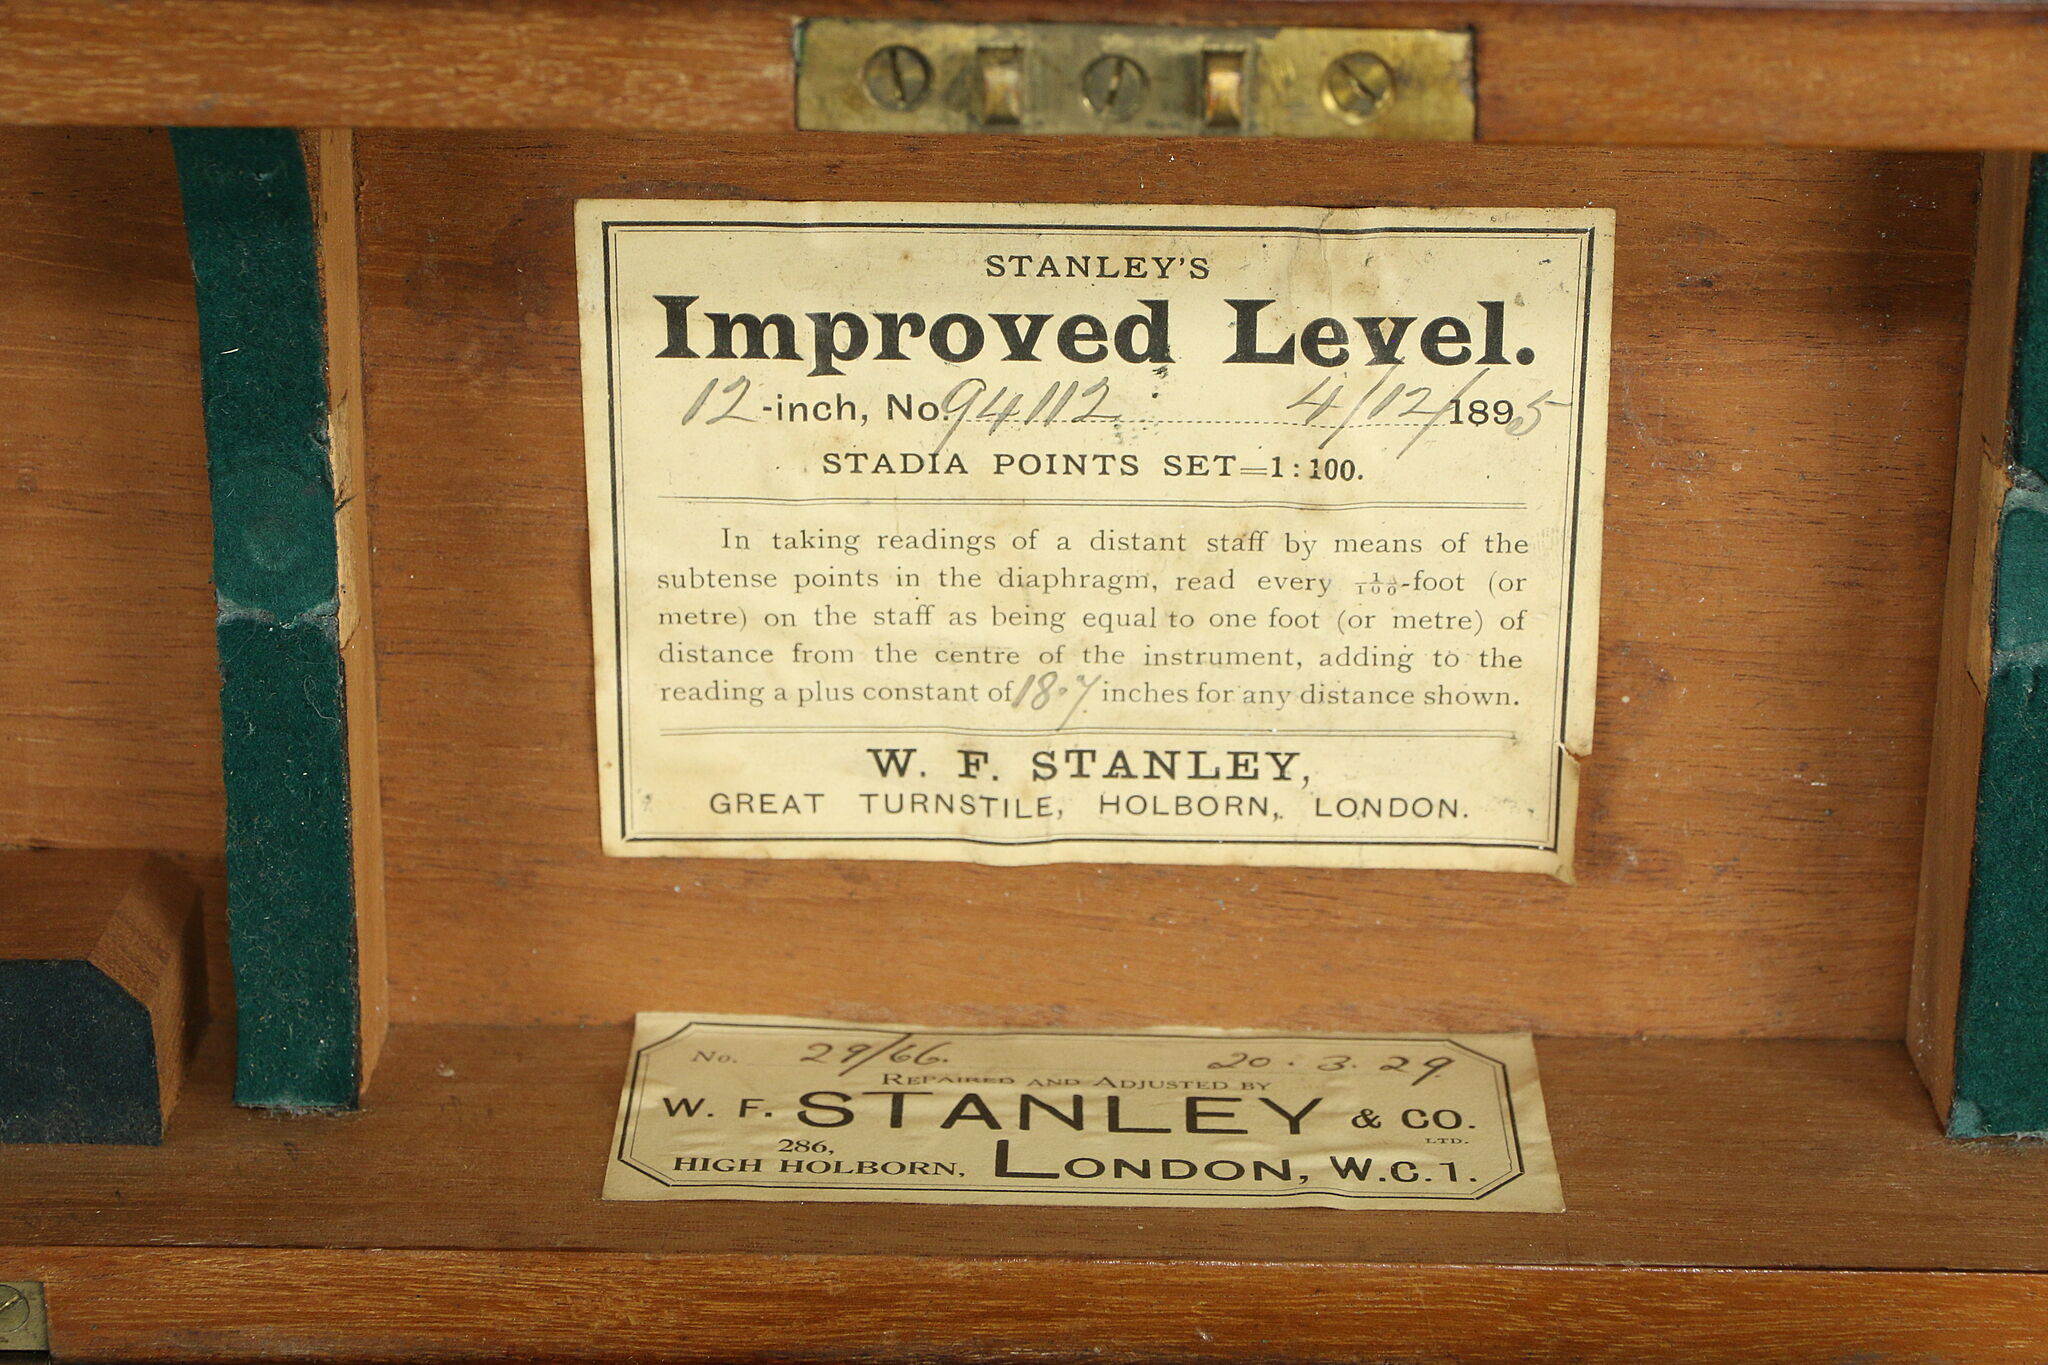 STANLEY'S
Improved Level.
12-inch, No. 94112 4/12/1895
STADIA POINTS SET=1:100.
In taking readings of a distant staff by means of the
subtense points in the diaphragm, read every 1/100-foot (or
metre) on the staff as being equal to one foot (or metre) of
distance from the centre of the instrument, adding to the
reading a plus constant of 18.7 inches for any distance shown.
W. F. STANLEY,
GREAT TURNSTILE, HOLBORN, LONDON.
No. 29/66. 20.3.29
REPAIRED AND ADJUSTED BY
W. F. STANLEY & CO.
LTD.
286,
HIGH HOLBORN, LONDON, W.C.1.